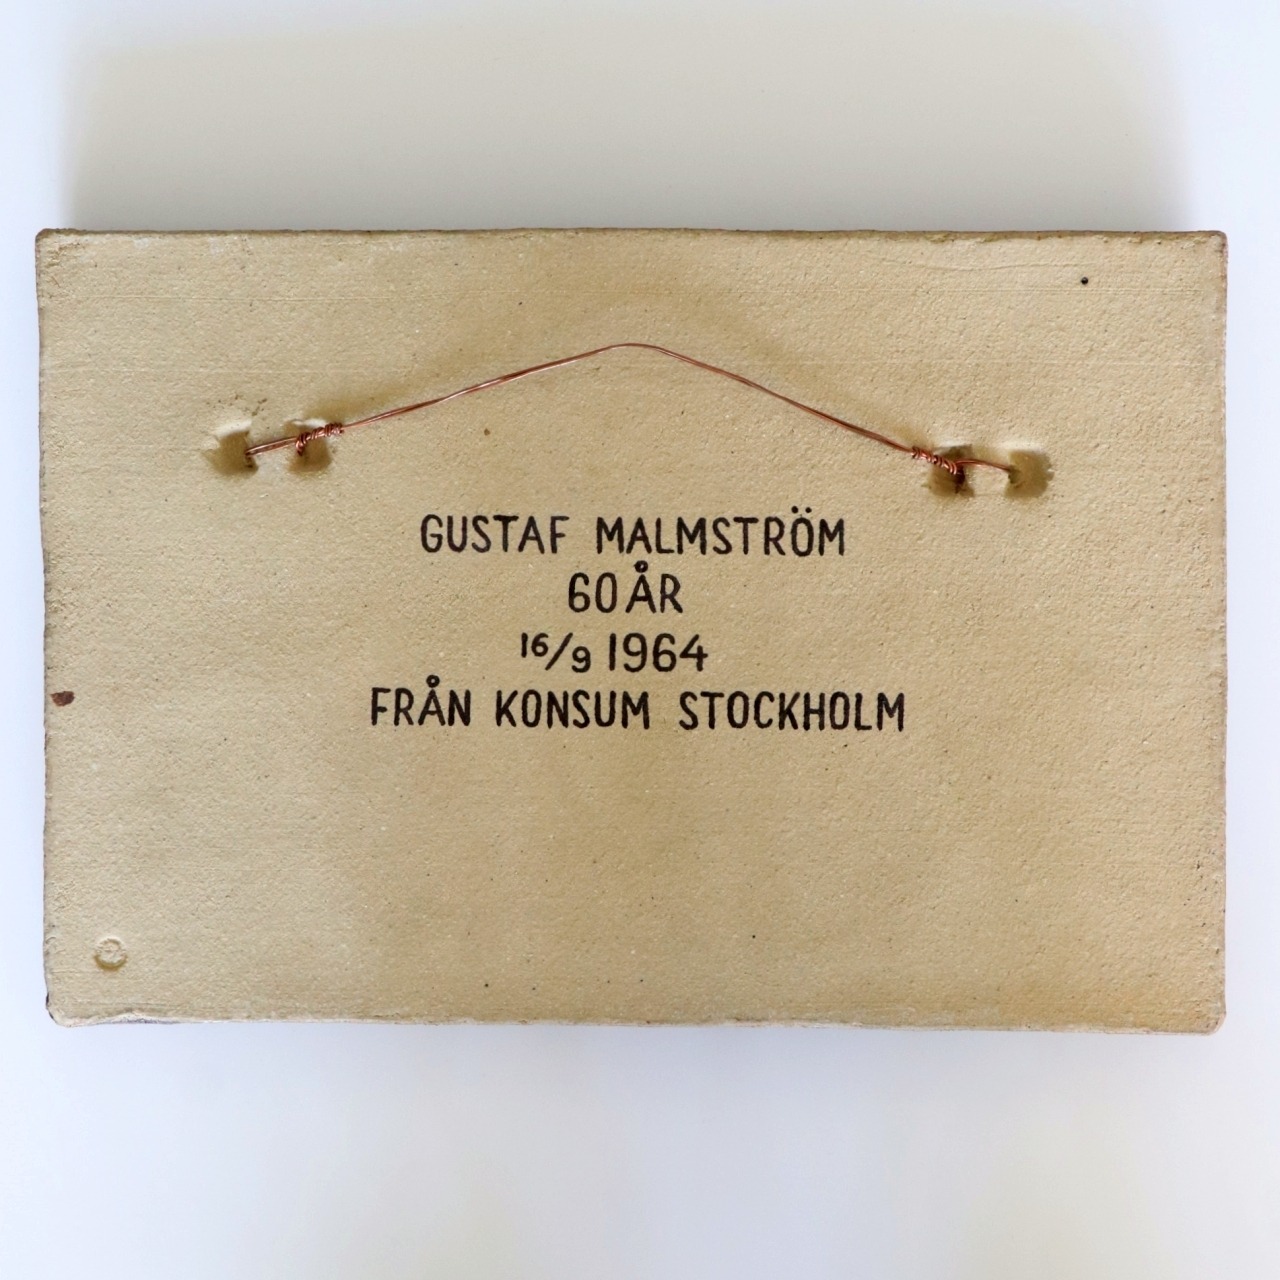 GUSTAF MALMSTRÖM
60 ÅR
16/9 1964
FRÅN KONSUM STOCKHOLM